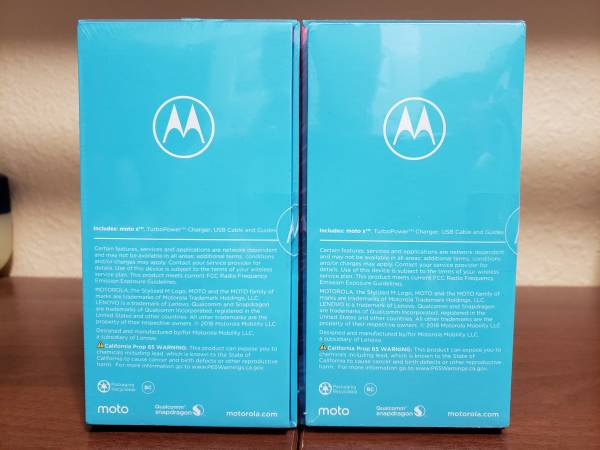 Includes: moto z™, TurboPower™ Charger, USB Cable and Guides
Certain features, services and applications are network dependent
and may not be available in all areas; additional terms, conditions
and/or charges may apply. Contact your service provider for
details. Use of this device is subject to the terms of your wireless
service plan. This product meets current FCC Radio Frequency
Emission Exposure Guidelines.
MOTOROLA, the Stylized M Logo, MOTO and the MOTO family of
marks are trademarks of Motorola Trademark Holdings, LLC.
LENOVO is a trademark of Lenovo. Qualcomm and Snapdragon
are trademarks of Qualcomm Incorporated, registered in the
United States and other countries. All other trademarks are the
property of their respective owners. © 2018 Motorola Mobility LLC
Designed and manufactured by/for Motorola Mobility LLC,
a subsidiary of Lenovo.
California Prop 65 WARNING: This product can expose you to
chemicals including lead, which is known to the State of
California to cause cancer and birth defects or other reproductive
harm. For more information go to www.P65Warnings.ca.gov.
Packaging
Recyclable
BC
moto
Qualcomm
snapdragon
motorola.com
Includes: moto z™, TurboPower™ Charger, USB Cable and Guides
Certain features, services and applications are network dependent
and may not be available in all areas; additional terms, conditions
and/or charges may apply. Contact your service provider for
details. Use of this device is subject to the terms of your wireless
service plan. This product meets current FCC Radio Frequency
Emission Exposure Guidelines.
MOTOROLA, the Stylized M Logo, MOTO and the MOTO family of
marks are trademarks of Motorola Trademark Holdings, LLC.
LENOVO is a trademark of Lenovo. Qualcomm and Snapdragon
are trademarks of Qualcomm Incorporated, registered in the
United States and other countries. All other trademarks are the
property of their respective owners. © 2018 Motorola Mobility LLC
Designed and manufactured by/for Motorola Mobility LLC,
a subsidiary of Lenovo.
California Prop 65 WARNING: This product can expose you to
chemicals including lead, which is known to the State of
California to cause cancer and birth defects or other reproductive
harm. For more information go to www.P65Warnings.ca.gov.
Packaging
Recyclable
BC
moto
Qualcomm
snapdragon
motorola.com